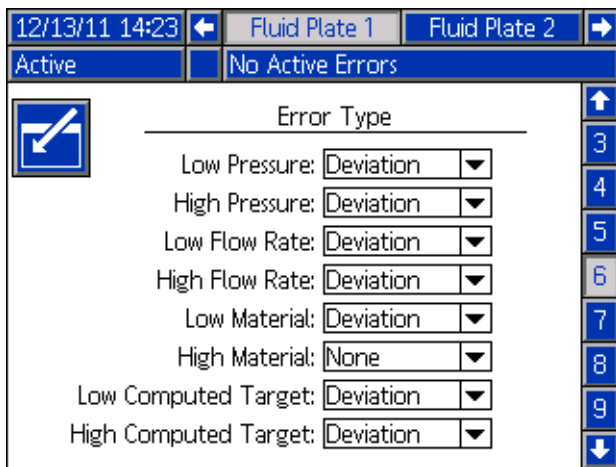 12/13/11 14:23 Fluid Plate 1 Fluid Plate 2
Active No Active Errors
Error Type
Low Pressure: Deviation
High Pressure: Deviation
Low Flow Rate: Deviation
High Flow Rate: Deviation
Low Material: Deviation
High Material: None
Low Computed Target: Deviation
High Computed Target: Deviation
3
4
5
6
7
8
9